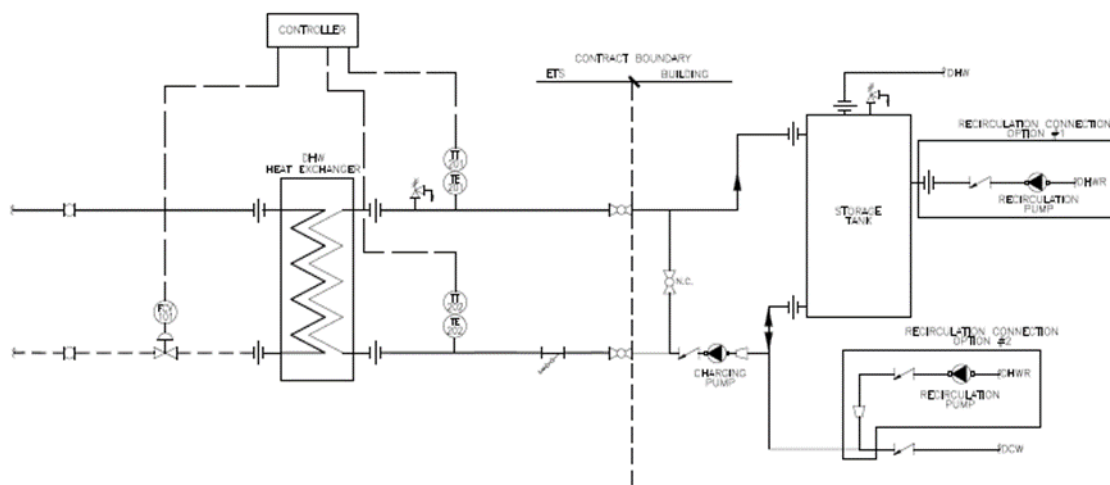 CONTROLLER
CONTRACT BOUNDARY
ETS
BUILDING
DHW
RECIRCULATION CONNECTION
OPTION #1
DHWR
RECIRCULATION
PUMP
TT
201
TE
201
DHW
HEAT EXCHANGER
STORAGE
TANK
N.C.
TT
202
TE
202
101
CHARGING
PUMP
RECIRCULATION CONNECTION
OPTION #2
DHWR
RECIRCULATION
PUMP
DCW